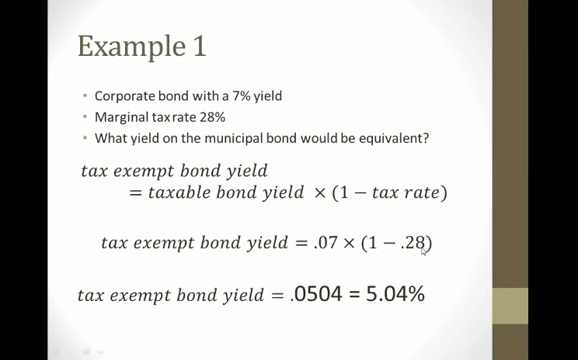 Example 1
• Corporate bond with a 7% yield
• Marginal tax rate 28%
• What yield on the municipal bond would be equivalent?
tax exempt bond yield
= taxable bond yield × (1 − tax rate)
tax exempt bond yield = .07 × (1 − .28)
tax exempt bond yield = .0504 = 5.04%